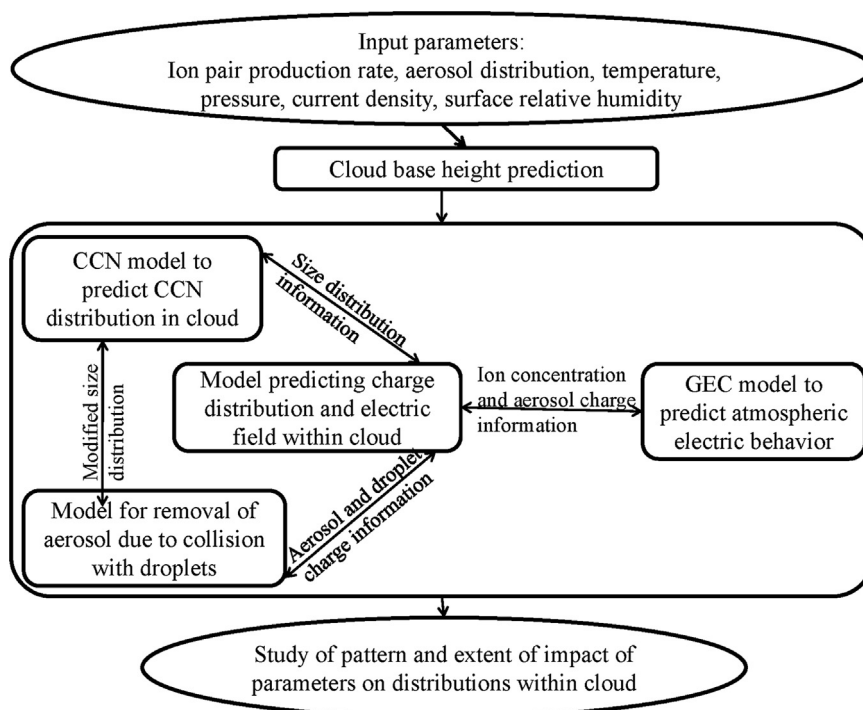 Input parameters:
Ion pair production rate, aerosol distribution, temperature,
pressure, current density, surface relative humidity
Cloud base height prediction
CCN model to
predict CCN
distribution in cloud
Size distribution
information
Model predicting charge
distribution and electric
field within cloud
Ion concentration
and aerosol charge
information
GEC model to
predict atmospheric
electric behavior
Modified size
distribution
Model for removal of
aerosol due to collision
with droplets
Aerosol and droplet
charge information
Study of pattern and extent of impact of
parameters on distributions within cloud